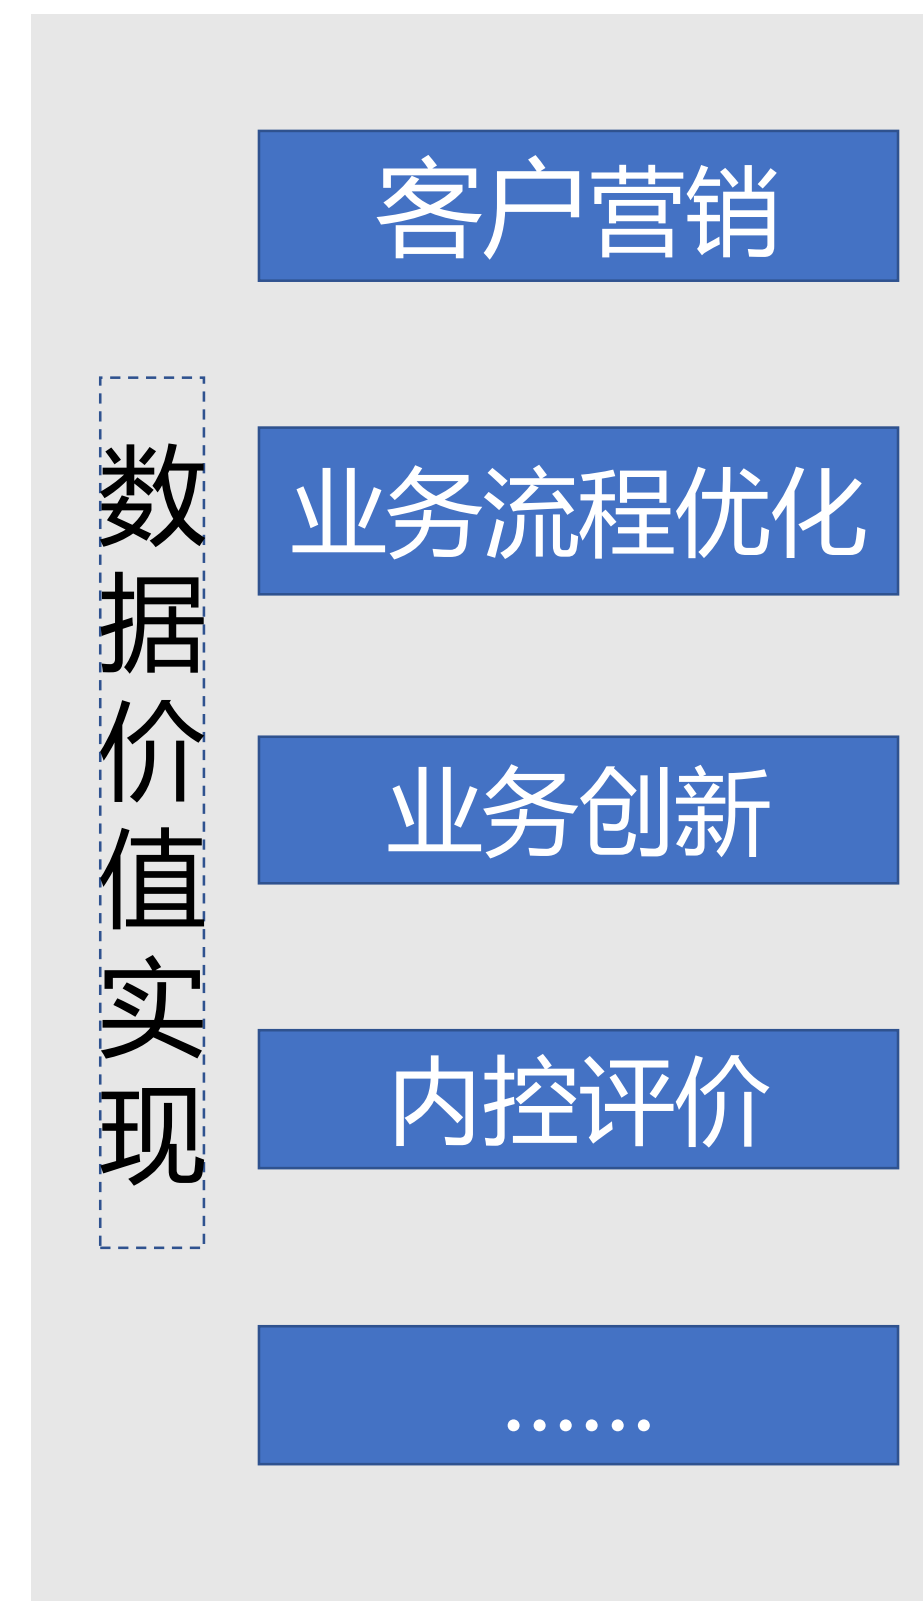 数据价值实现
客户营销
业务流程优化
业务创新
内控评价
……